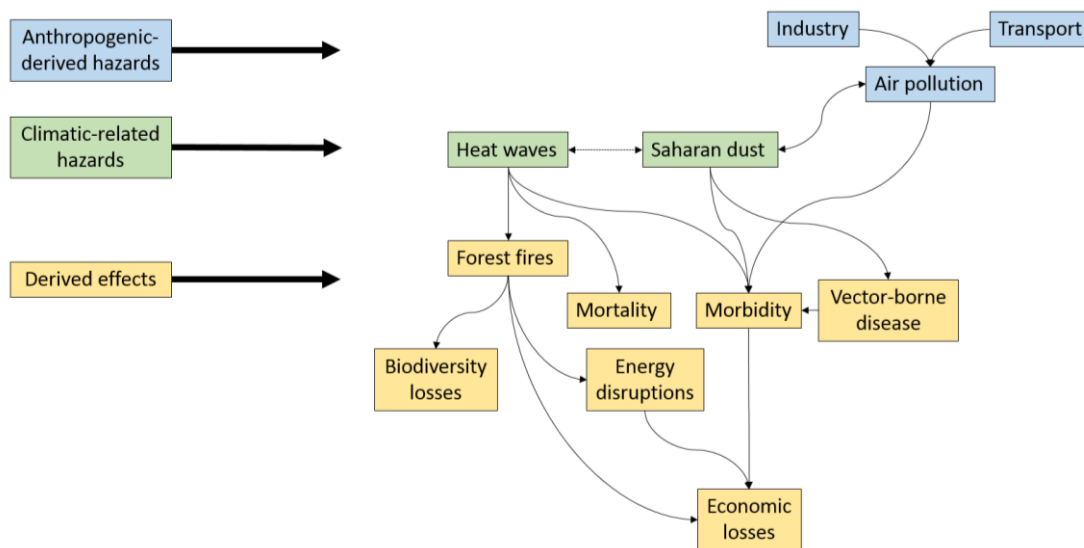 Anthropogenic-
derived hazards
Industry
Transport
Air pollution
Climatic-related
hazards
Heat waves
Saharan dust
Derived effects
Forest fires
Mortality
Morbidity
Vector-borne
disease
Biodiversity
losses
Energy
disruptions
Economic
losses